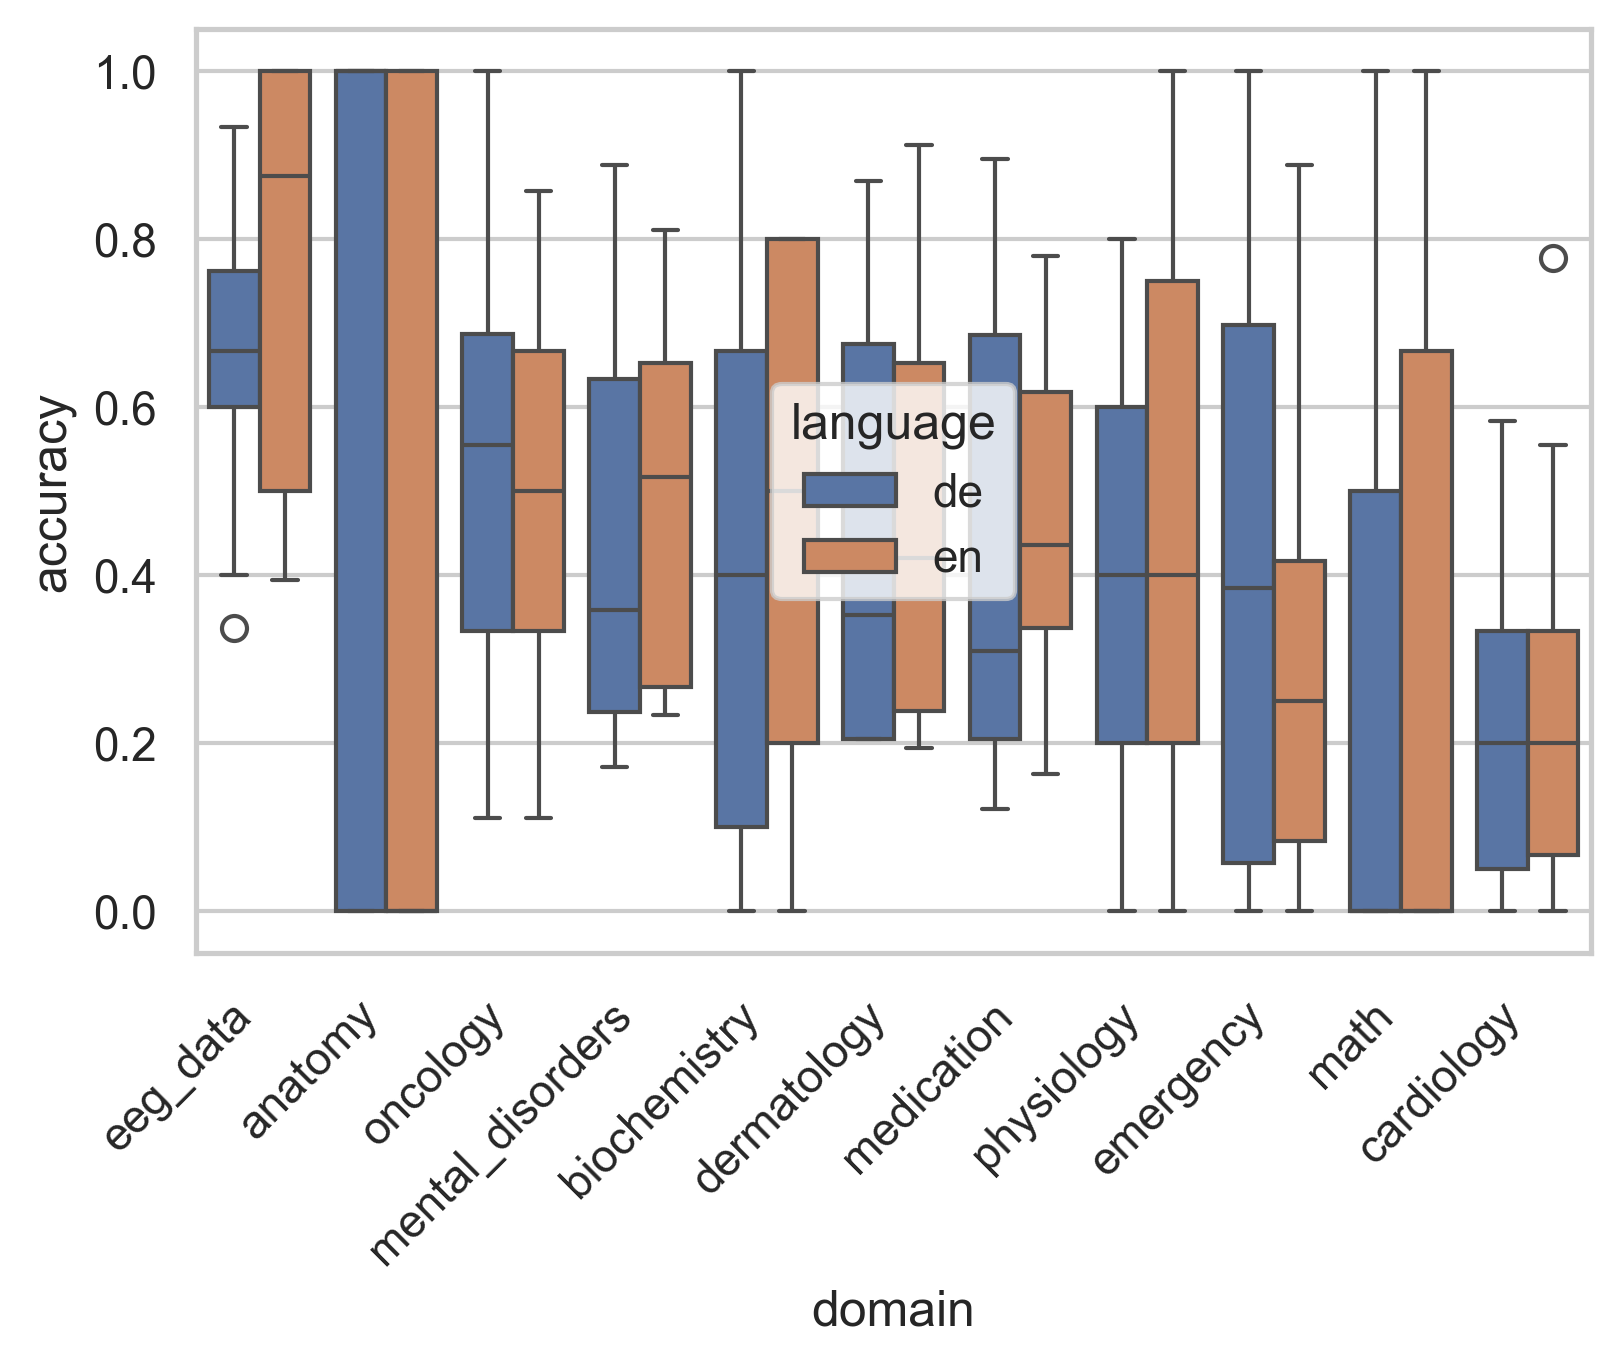 1.0
0.8
0.6
0.4
0.2
0.0
accuracy
language
de
en
eeg_data
anatomy
oncology
mental_disorders
biochemistry
dermatology
medication
physiology
emergency
math
cardiology
domain